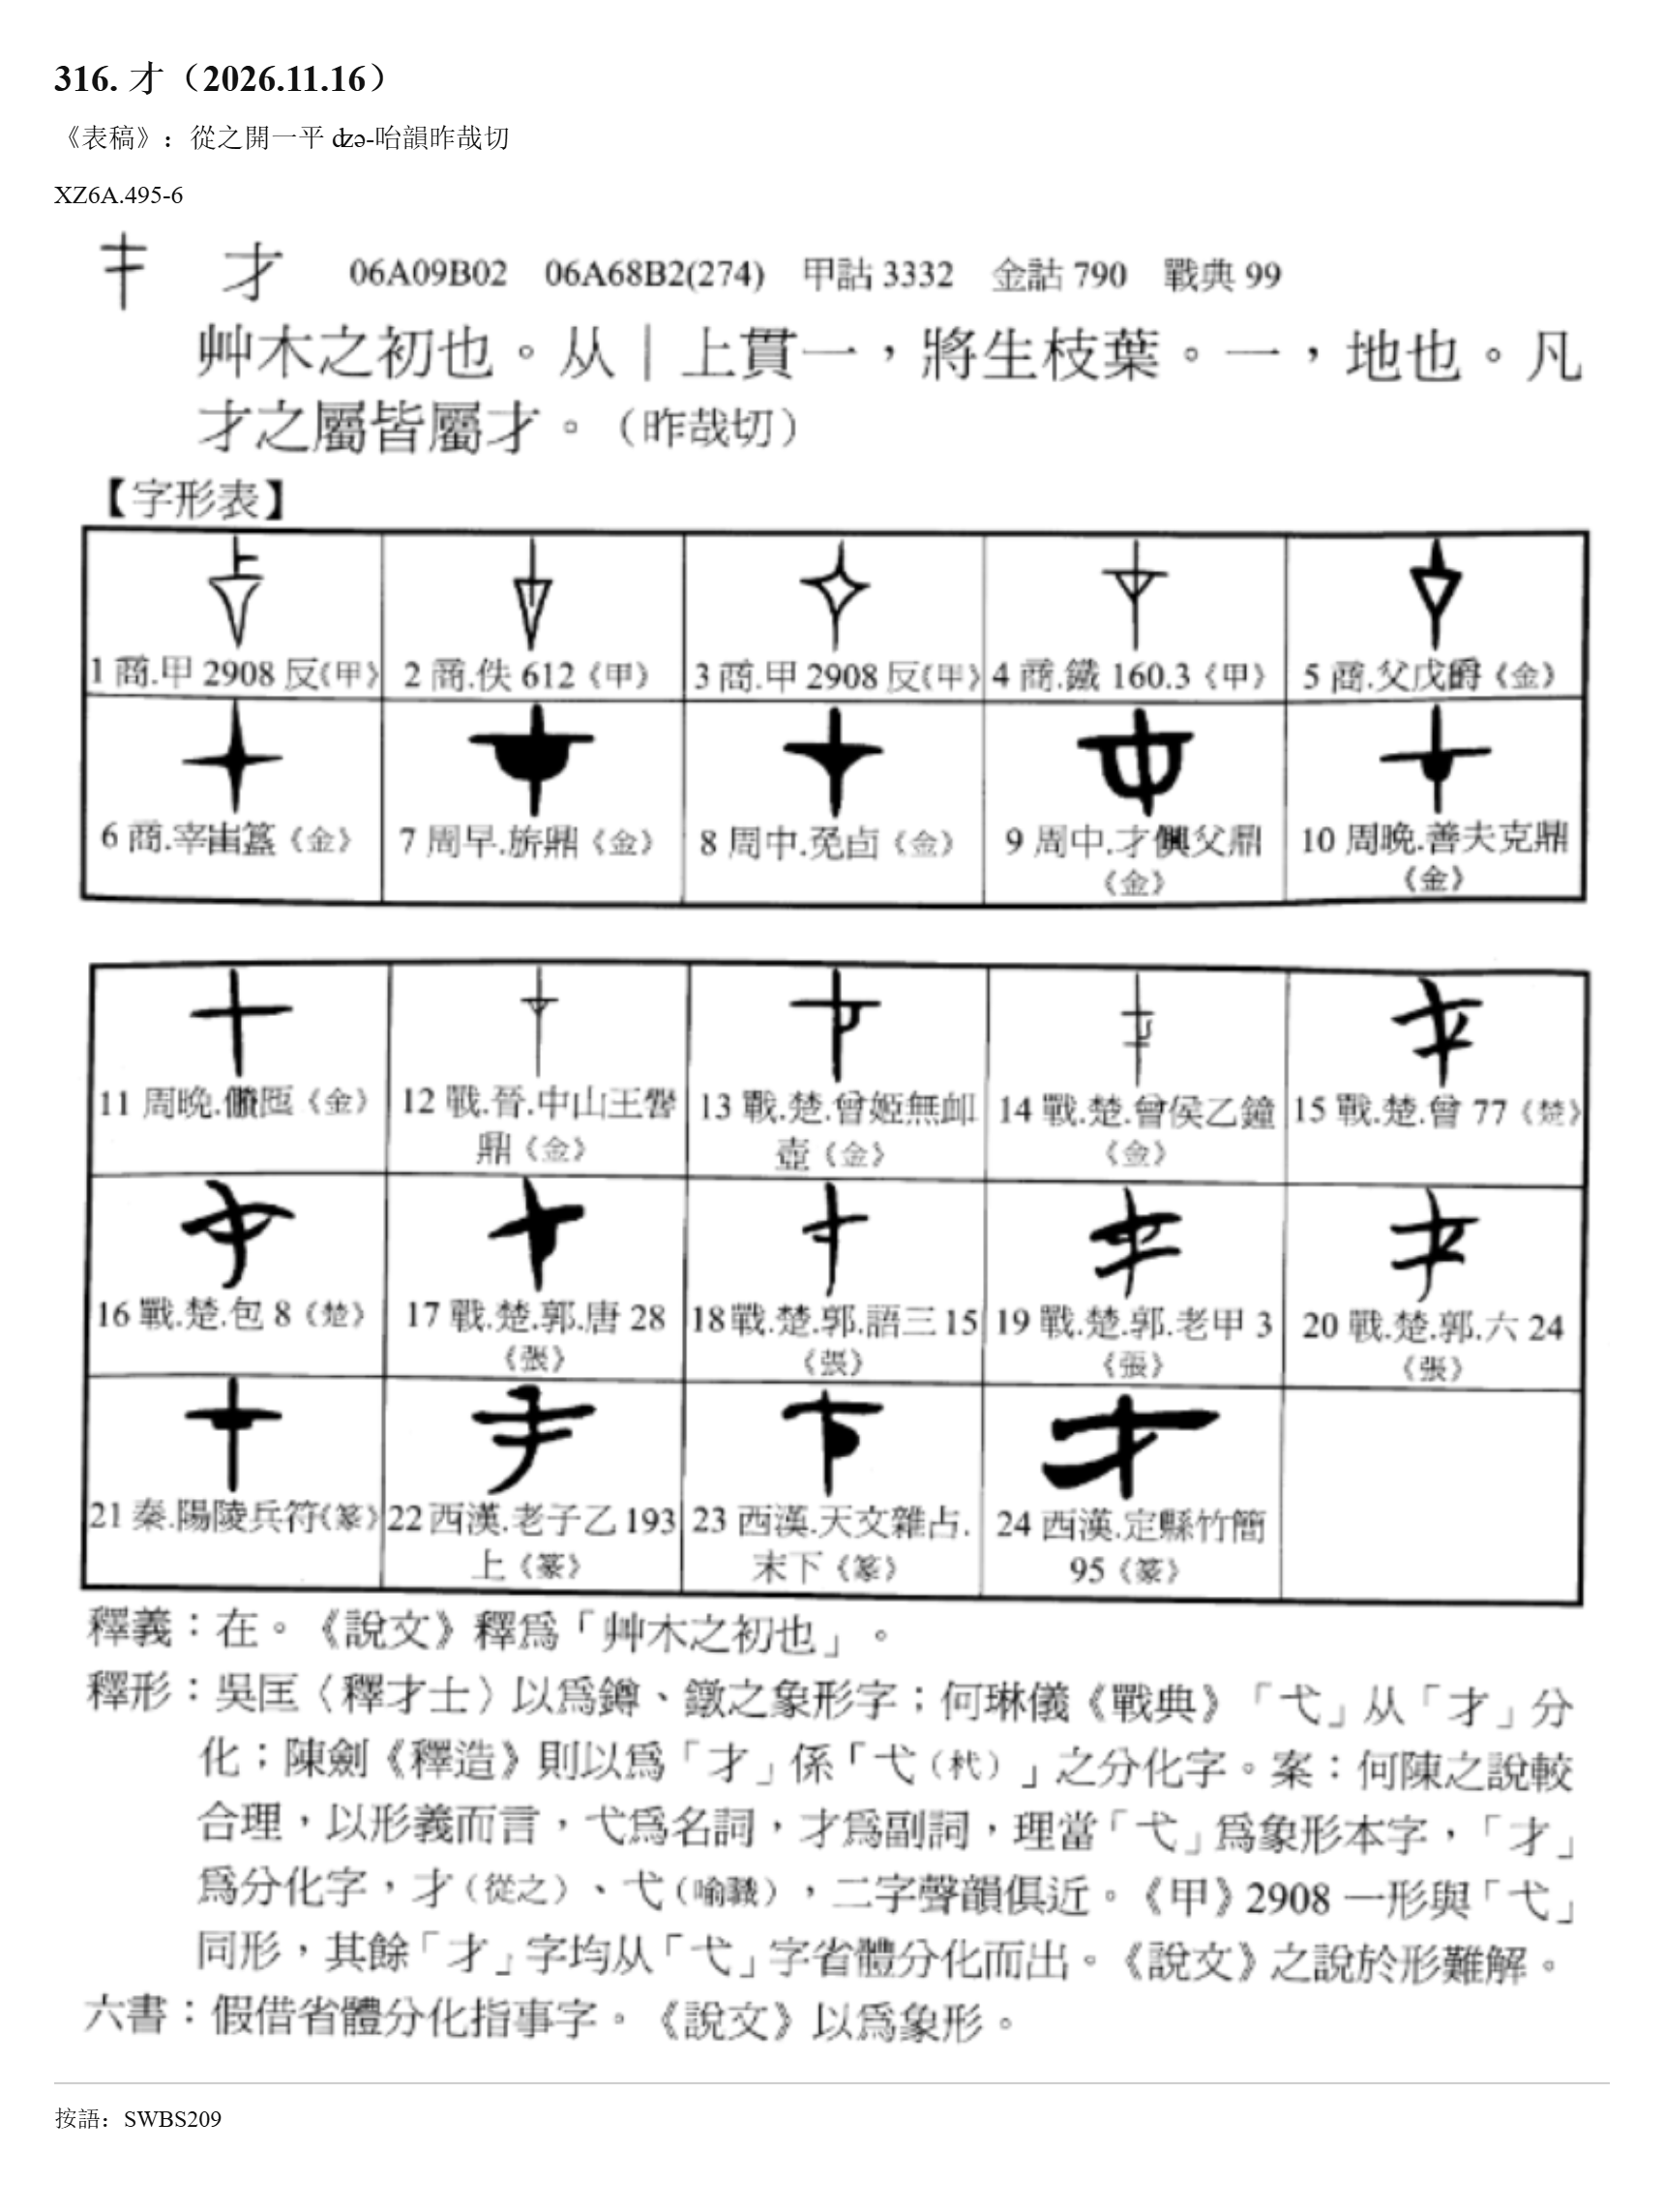 316. 才（2026.11.16）
《表稿》：從之開一平 ʣə-咍韻昨哉切
XZ6A.495-6
才 06A09B02 06A68B2(274) 甲詁 3332 金詁 790 戰典 99
艸木之初也。从｜上貫一，將生枝葉。一，地也。凡
才之屬皆屬才。（昨哉切）
【字形表】
1 商.甲 2908 反《甲》 2 商.佚 612《甲》 3 商.甲 2908 反《甲》 4 商.鐵 160.3《甲》 5 商.父戊爵《金》
6 商.宰甶簋《金》 7 周早.旂鼎《金》 8 周中.免卣《金》 9 周中.才興父鼎 10 周晚.善夫克鼎
《金》 《金》
11 周晚.儥匜《金》 12 戰.晉.中山王譽 13 戰.楚.曾姬無卹 14 戰.楚.曾侯乙鐘 15 戰.楚.曾 77《楚》
鼎《金》 壺《金》 《金》
16 戰.楚.包 8《楚》 17 戰.楚.郭.唐 28 18 戰.楚.郭.語三 15 19 戰.楚.郭.老甲 3 20 戰.楚.郭.六 24
《張》 《張》 《張》 《張》
21 秦.陽陵兵符《篆》 22 西漢.老子乙 193 23 西漢.天文雜占. 24 西漢.定縣竹簡
上《篆》 末下《篆》 95《篆》
釋義：在。《說文》釋爲「艸木之初也」。
釋形：吳匡〈釋才士〉以爲鐏、鐓之象形字；何琳儀《戰典》「弋」从「才」分
化；陳劍《釋造》則以爲「才」係「弋（杙）」之分化字。案：何陳之說較
合理，以形義而言，弋爲名詞，才爲副詞，理當「弋」爲象形本字，「才」
爲分化字，才（從之）、弋（喻職），二字聲韻俱近。《甲》2908 一形與「弋」
同形，其餘「才」字均从「弋」字省體分化而出。《說文》之說於形難解。
六書：假借省體分化指事字。《說文》以爲象形。
按語：SWBS209